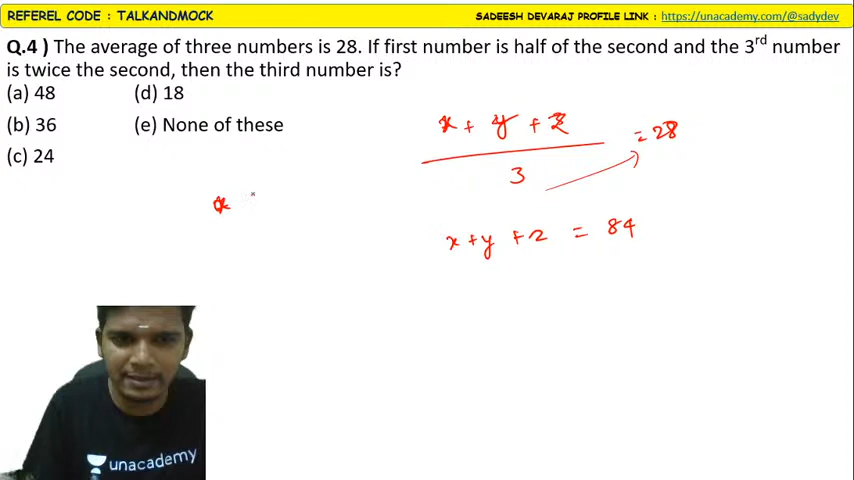 REFEREL CODE : TALKANDMOCK
SADEESH DEVARAJ PROFILE LINK : https://unacademy.com/@sadydev
Q.4 ) The average of three numbers is 28. If first number is half of the second and the 3rd number
is twice the second, then the third number is?
(a) 48 (d) 18
(b) 36 (e) None of these
(c) 24
x + y + z
= 28
3
x + y + z = 84
x
unacademy